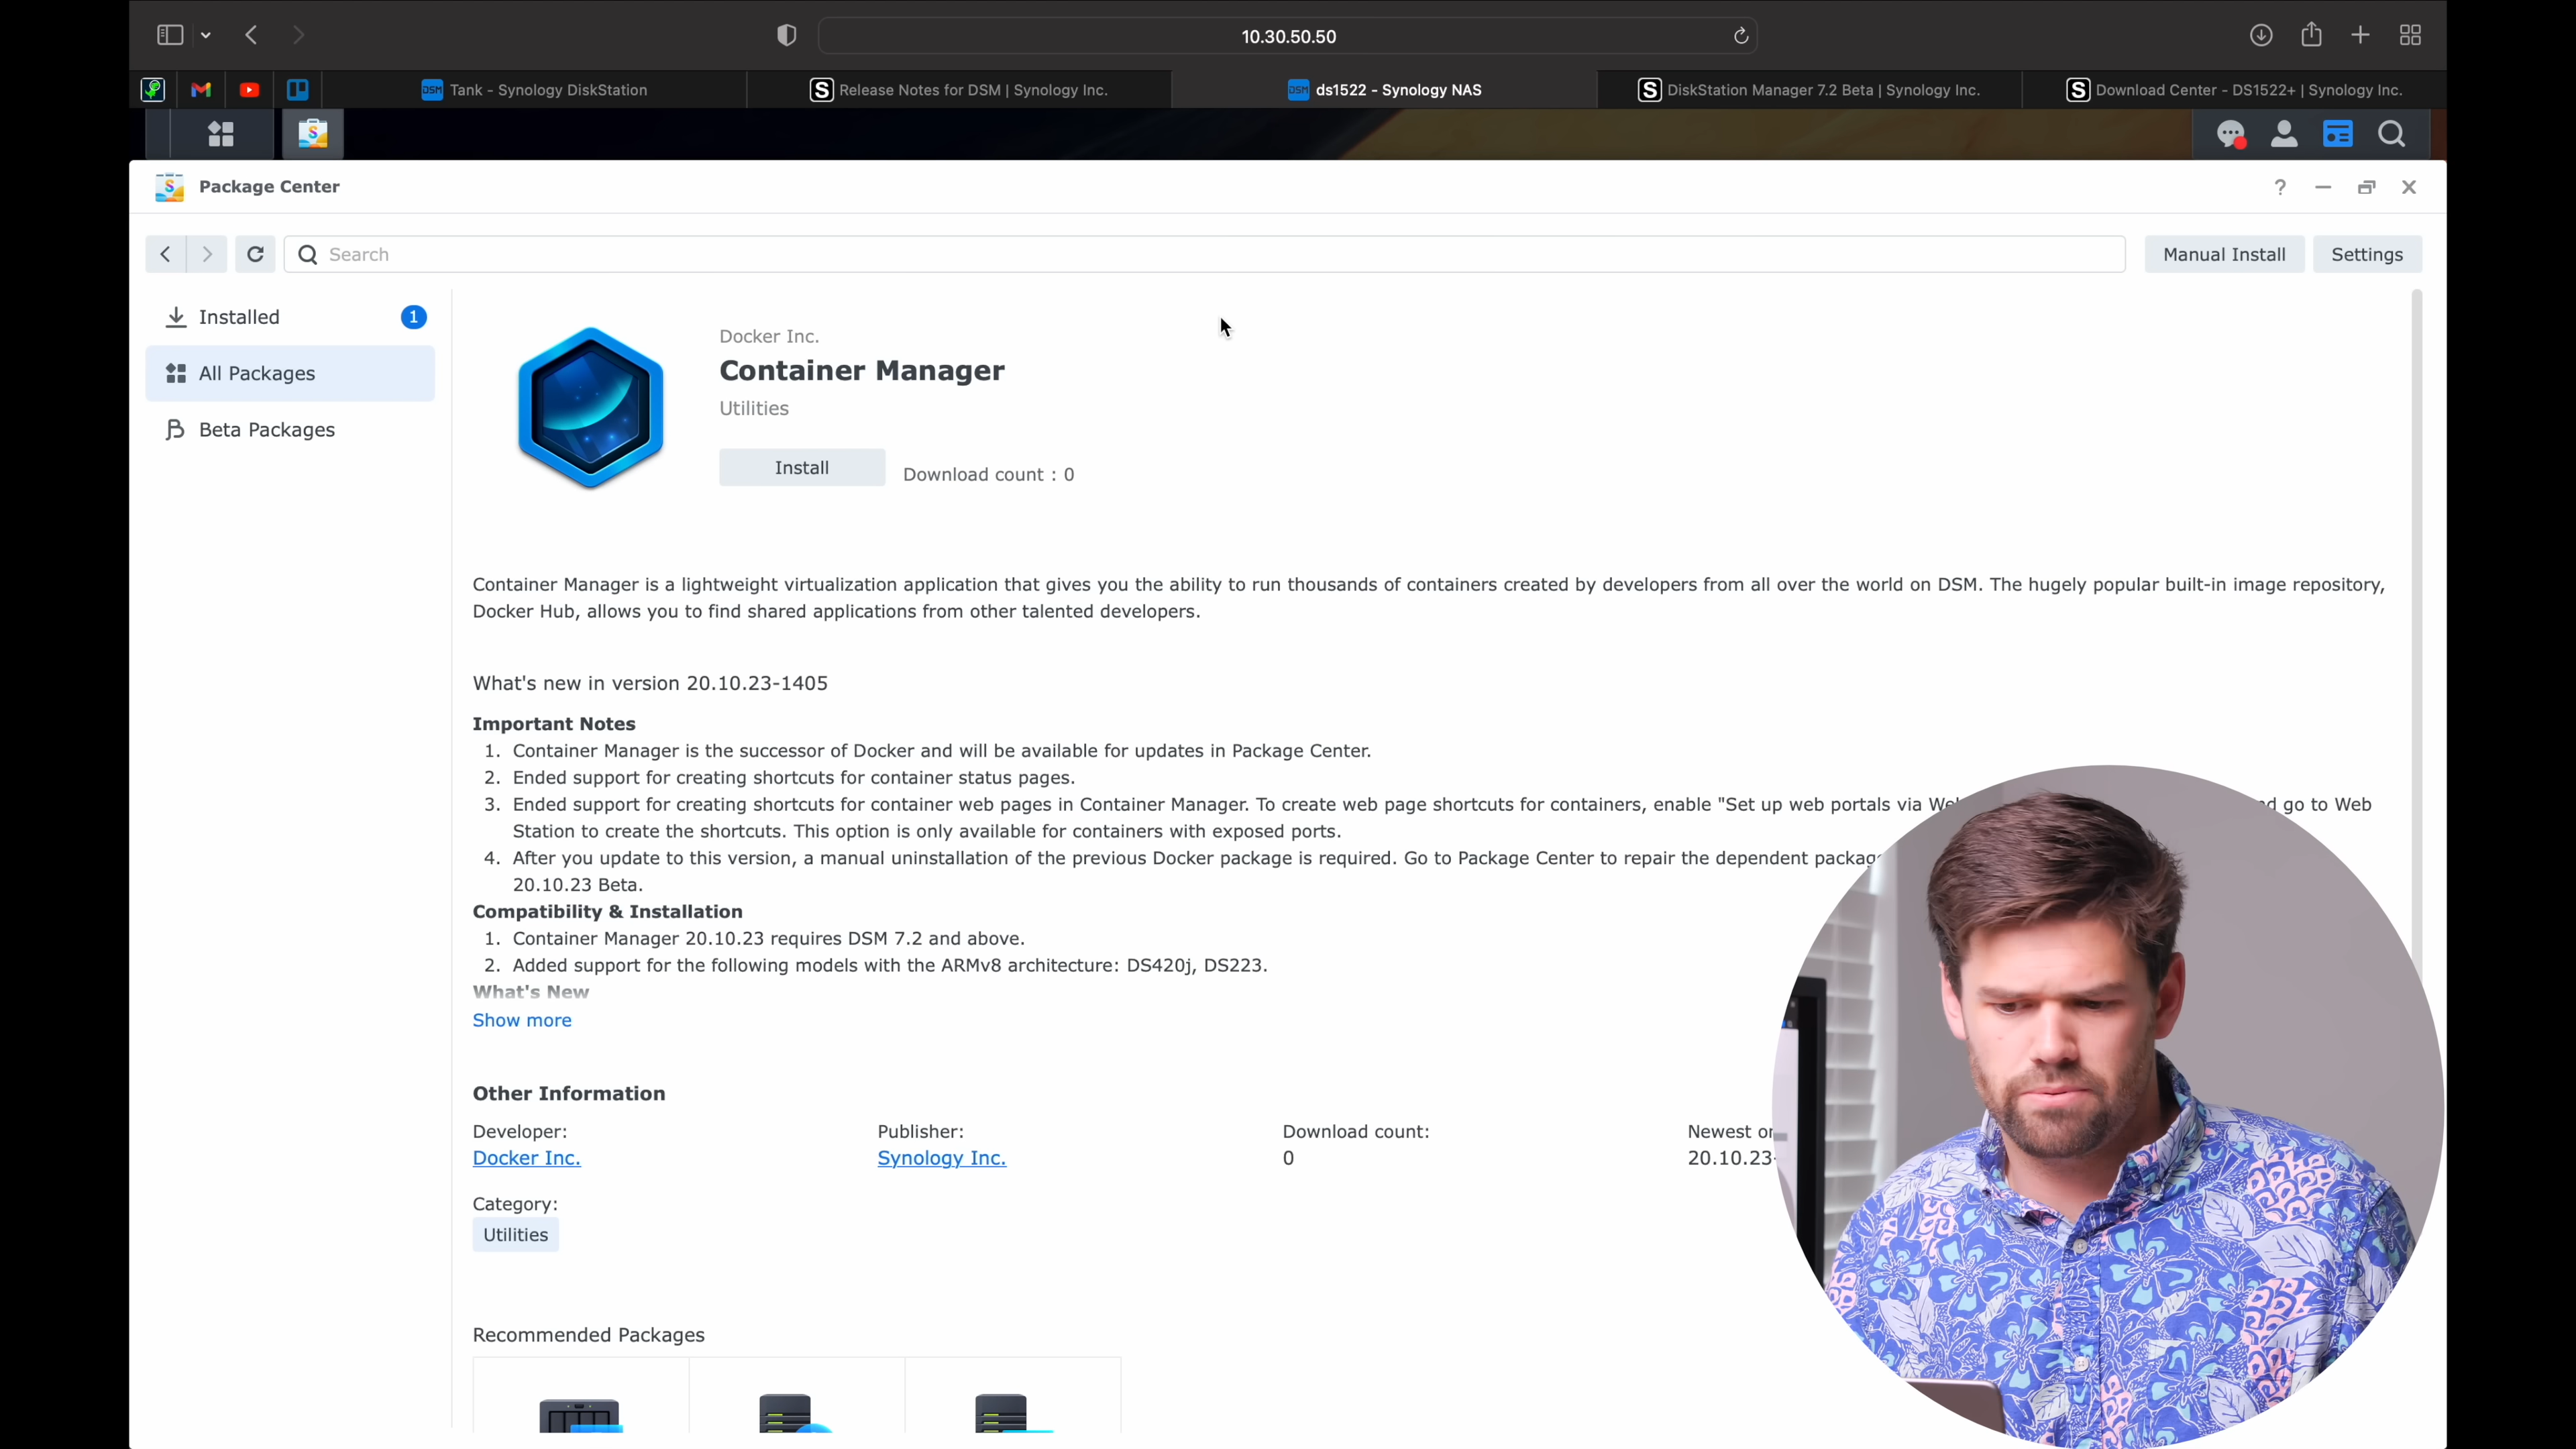 10.30.50.50
Tank - Synology DiskStation
Release Notes for DSM | Synology Inc.
ds1522 - Synology NAS
DiskStation Manager 7.2 Beta | Synology Inc.
Download Center - DS1522+ | Synology Inc.
Package Center
Search
Manual Install
Settings
Installed
1
All Packages
Beta Packages
Docker Inc.
Container Manager
Utilities
Install
Download count : 0
Container Manager is a lightweight virtualization application that gives you the ability to run thousands of containers created by developers from all over the world on DSM. The hugely popular built-in image repository,
Docker Hub, allows you to find shared applications from other talented developers.
What's new in version 20.10.23-1405
Important Notes
1. Container Manager is the successor of Docker and will be available for updates in Package Center.
2. Ended support for creating shortcuts for container status pages.
3. Ended support for creating shortcuts for container web pages in Container Manager. To create web page shortcuts for containers, enable "Set up web portals via go to Web
Station to create the shortcuts. This option is only available for containers with exposed ports.
4. After you update to this version, a manual uninstallation of the previous Docker package is required. Go to Package Center to repair the dependent
20.10.23 Beta.
Compatibility & Installation
1. Container Manager 20.10.23 requires DSM 7.2 and above.
2. Added support for the following models with the ARMv8 architecture: DS420j, DS223.
What's New
Show more
Other Information
Developer:
Publisher:
Download count:
Newest
Docker Inc.
Synology Inc.
0
20.10.23-
Category:
Utilities
Recommended Packages